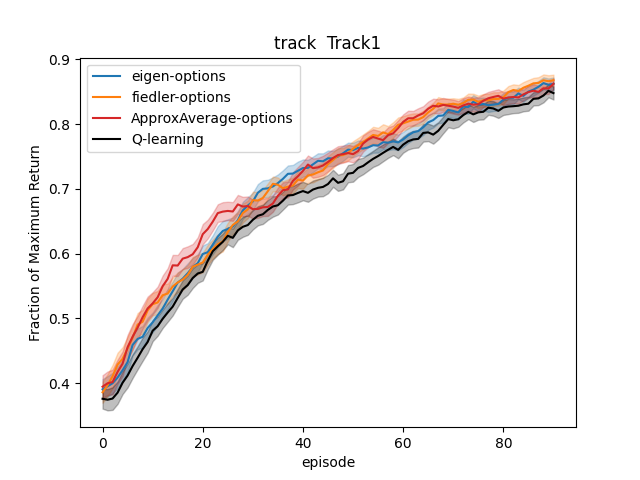 track  Track1
eigen-options
fiedler-options
ApproxAverage-options
Q-learning
Fraction of Maximum Return
0.9
0.8
0.7
0.6
0.5
0.4
0
20
40
60
80
episode